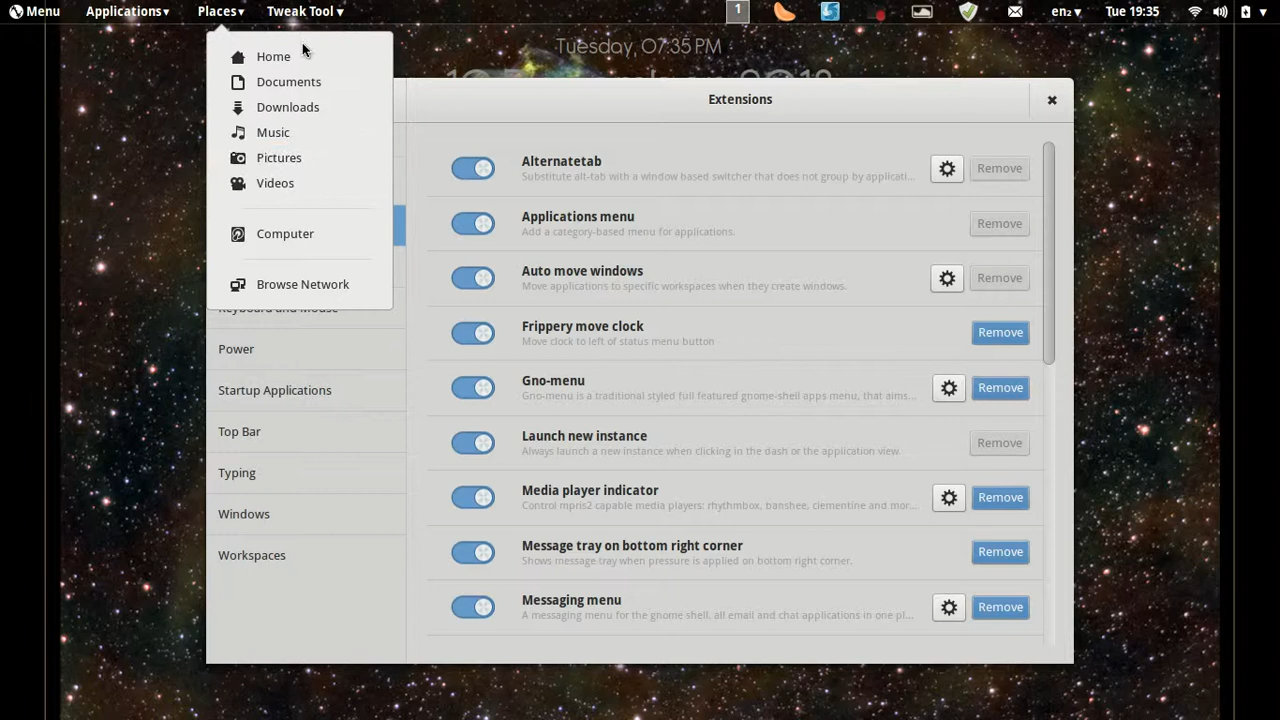 Menu
Applications▾
Places▾
Tweak Tool ▾
1
en₂ ▾
Tue 19:35
Tuesday, 07:35 PM
Home
Documents
Downloads
Music
Pictures
Videos
Computer
Browse Network
Keyboard and Mouse
Power
Startup Applications
Top Bar
Typing
Windows
Workspaces
Extensions
Alternatetab
Substitute alt-tab with a window based switcher that does not group by applicati...
Remove
Applications menu
Add a category-based menu for applications.
Remove
Auto move windows
Move applications to specific workspaces when they create windows.
Remove
Frippery move clock
Move clock to left of status menu button
Remove
Gno-menu
Gno-menu is a traditional styled full featured gnome-shell apps menu, that aims...
Remove
Launch new instance
Always launch a new instance when clicking in the dash or the application view.
Remove
Media player indicator
Control mpris2 capable media players: rhythmbox, banshee, clementine and mor...
Remove
Message tray on bottom right corner
Shows message tray when pressure is applied on bottom right corner.
Remove
Messaging menu
A messaging menu for the gnome shell. all email and chat applications in one pl...
Remove